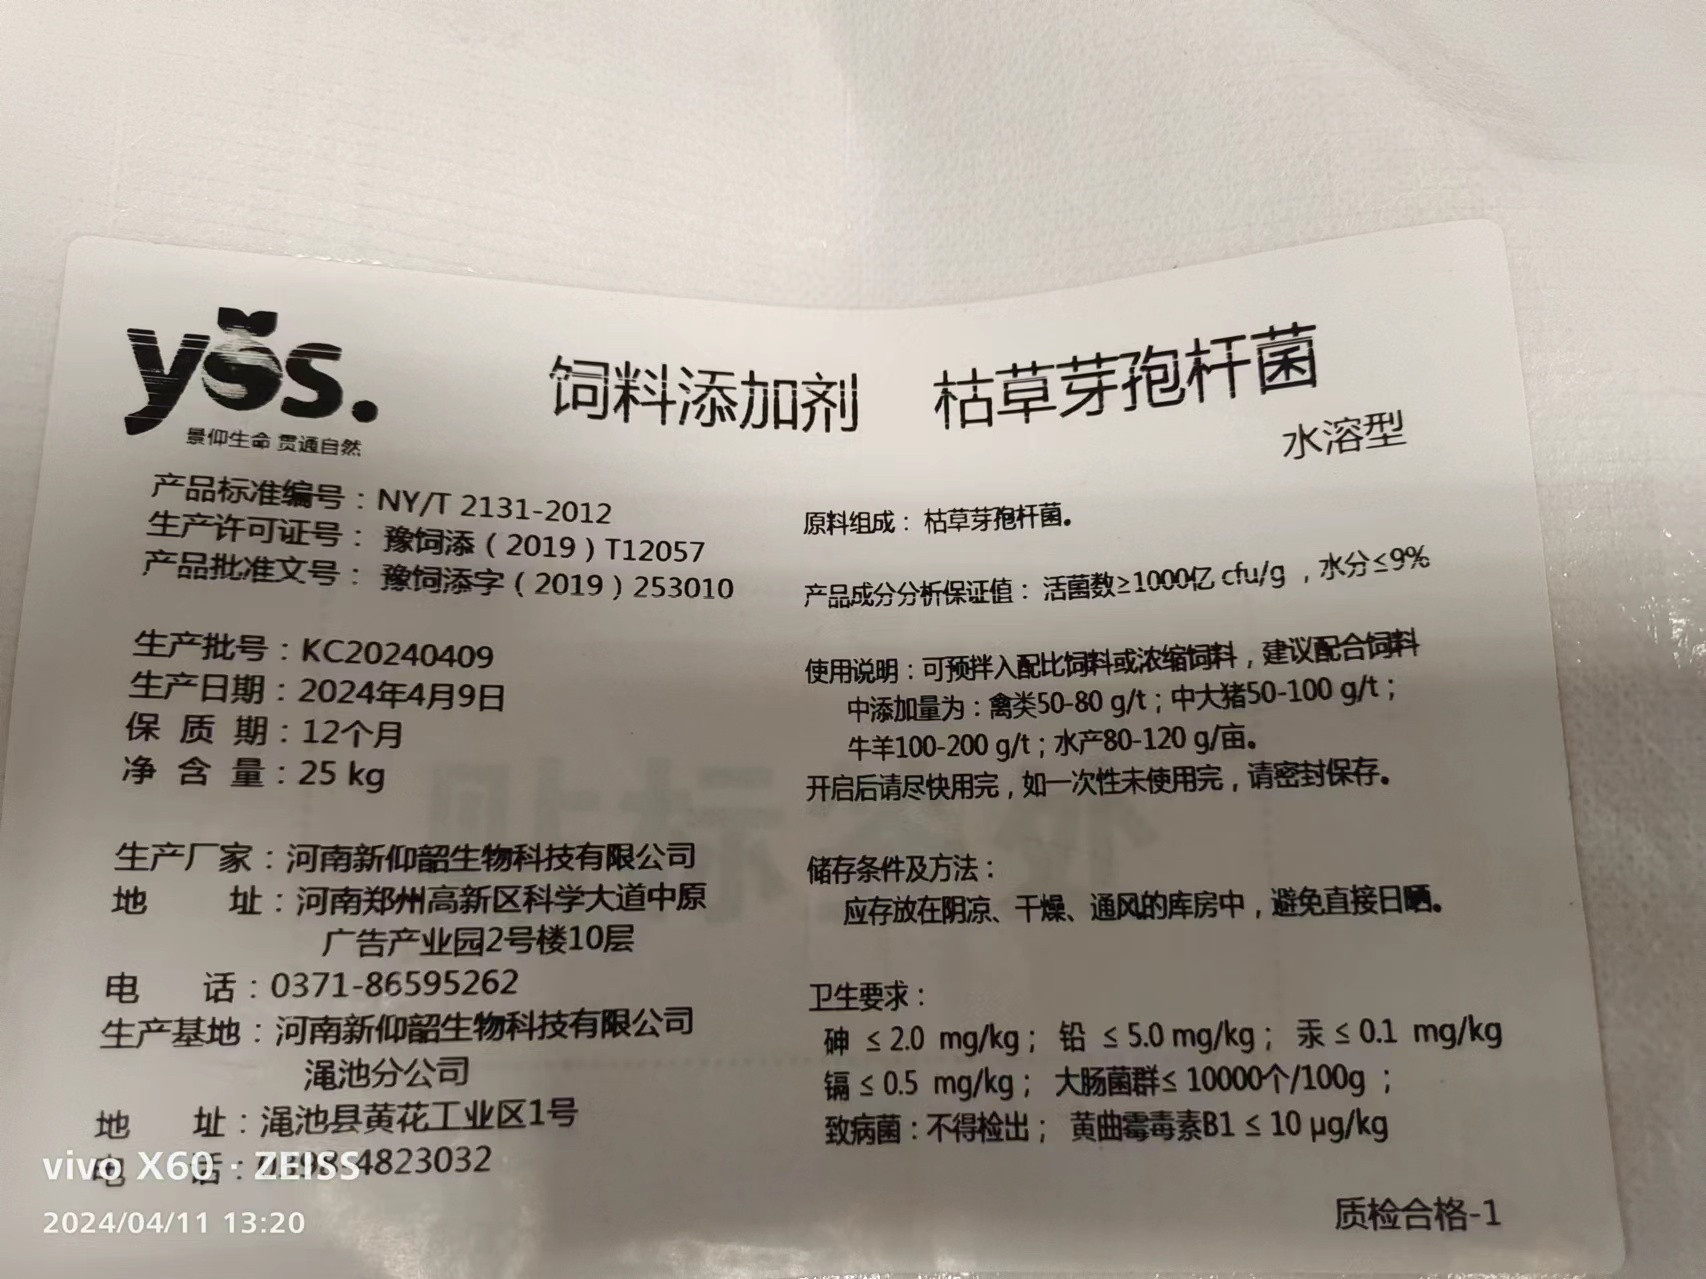 yos.
景仰生命 贯通自然
饲料添加剂 枯草芽孢杆菌
水溶型
产品标准编号：NY/T 2131-2012
生产许可证号： 豫饲添（2019）T12057
产品批准文号： 豫饲添字（2019）253010
生产批号：KC20240409
生产日期：2024年4月9日
保 质 期：12个月
净 含 量：25 kg
生产厂家：河南新仰韶生物科技有限公司
地 址：河南郑州高新区科学大道中原
广告产业园2号楼10层
电 话：0371-86595262
生产基地：河南新仰韶生物科技有限公司
渑池分公司
地 址：渑池县黄花工业区1号
电 话： 4823032
原料组成： 枯草芽孢杆菌。
产品成分分析保证值： 活菌数≥1000亿 cfu/g ，水分≤9%
使用说明：可预拌入配比饲料或浓缩饲料，建议配合饲料
中添加量为：禽类50-80 g/t；中大猪50-100 g/t；
牛羊100-200 g/t；水产80-120 g/亩。
开启后请尽快用完，如一次性未使用完，请密封保存。
储存条件及方法：
应存放在阴凉、干燥、通风的库房中，避免直接日晒。
卫生要求：
砷 ≤ 2.0 mg/kg； 铅 ≤ 5.0 mg/kg； 汞 ≤ 0.1 mg/kg
镉 ≤ 0.5 mg/kg； 大肠菌群≤ 10000个/100g ；
致病菌：不得检出； 黄曲霉毒素B1 ≤ 10 μg/kg
质检合格-1
vivo X60 · ZEISS
2024/04/11 13:20